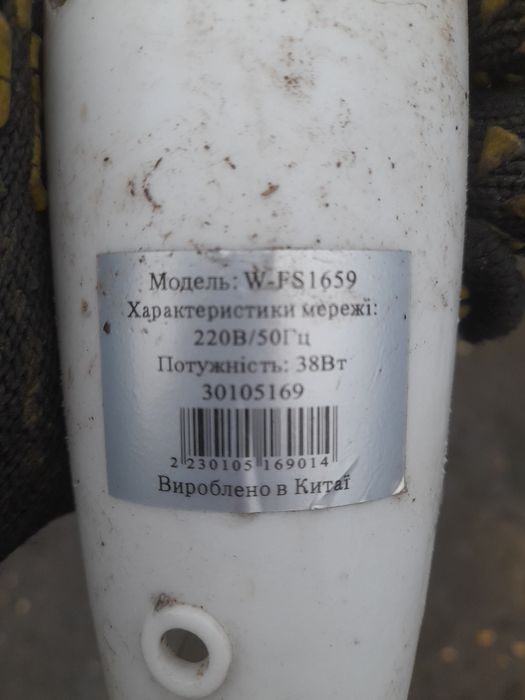 Модель: W-FS1659
Характеристики мережі:
220В/50Гц
Потужність: 38Вт
30105169
2 230105 169014
Вироблено в Китаї